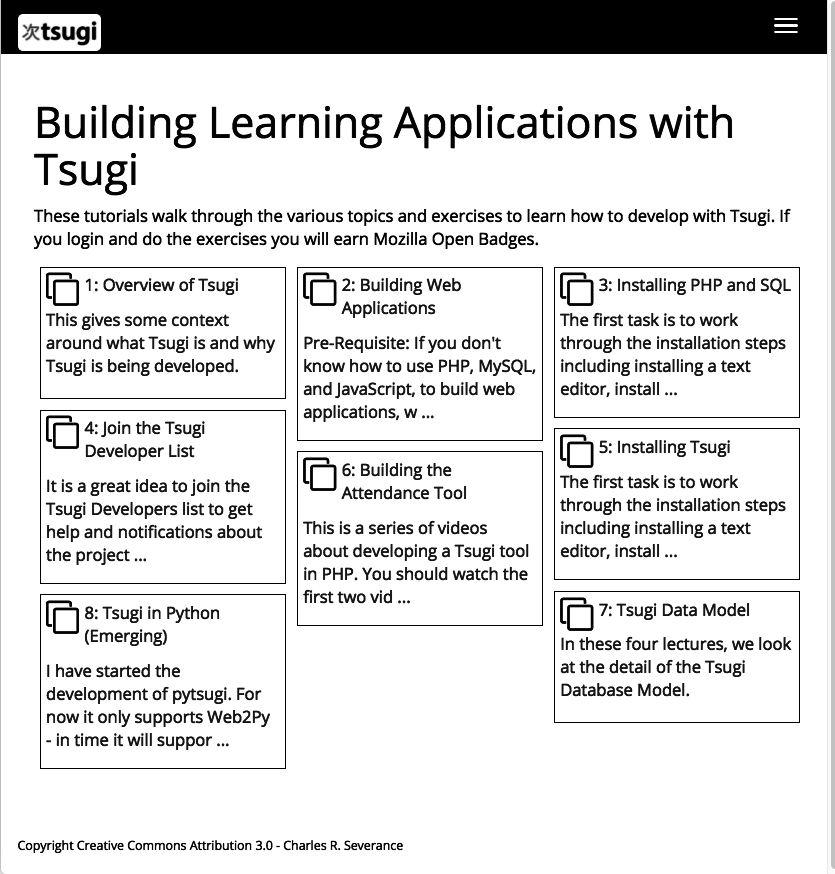 次tsugi
Building Learning Applications with
Tsugi
These tutorials walk through the various topics and exercises to learn how to develop with Tsugi. If
you login and do the exercises you will earn Mozilla Open Badges.
1: Overview of Tsugi
This gives some context
around what Tsugi is and why
Tsugi is being developed.
2: Building Web
Applications
Pre-Requisite: If you don't
know how to use PHP, MySQL,
and JavaScript, to build web
applications, w ...
3: Installing PHP and SQL
The first task is to work
through the installation steps
including installing a text
editor, install ...
4: Join the Tsugi
Developer List
It is a great idea to join the
Tsugi Developers list to get
help and notifications about
the project ...
5: Installing Tsugi
The first task is to work
through the installation steps
including installing a text
editor, install ...
6: Building the
Attendance Tool
This is a series of videos
about developing a Tsugi tool
in PHP. You should watch the
first two vid ...
7: Tsugi Data Model
In these four lectures, we look
at the detail of the Tsugi
Database Model.
8: Tsugi in Python
(Emerging)
I have started the
development of pytsugi. For
now it only supports Web2Py
- in time it will suppor ...
Copyright Creative Commons Attribution 3.0 - Charles R. Severance